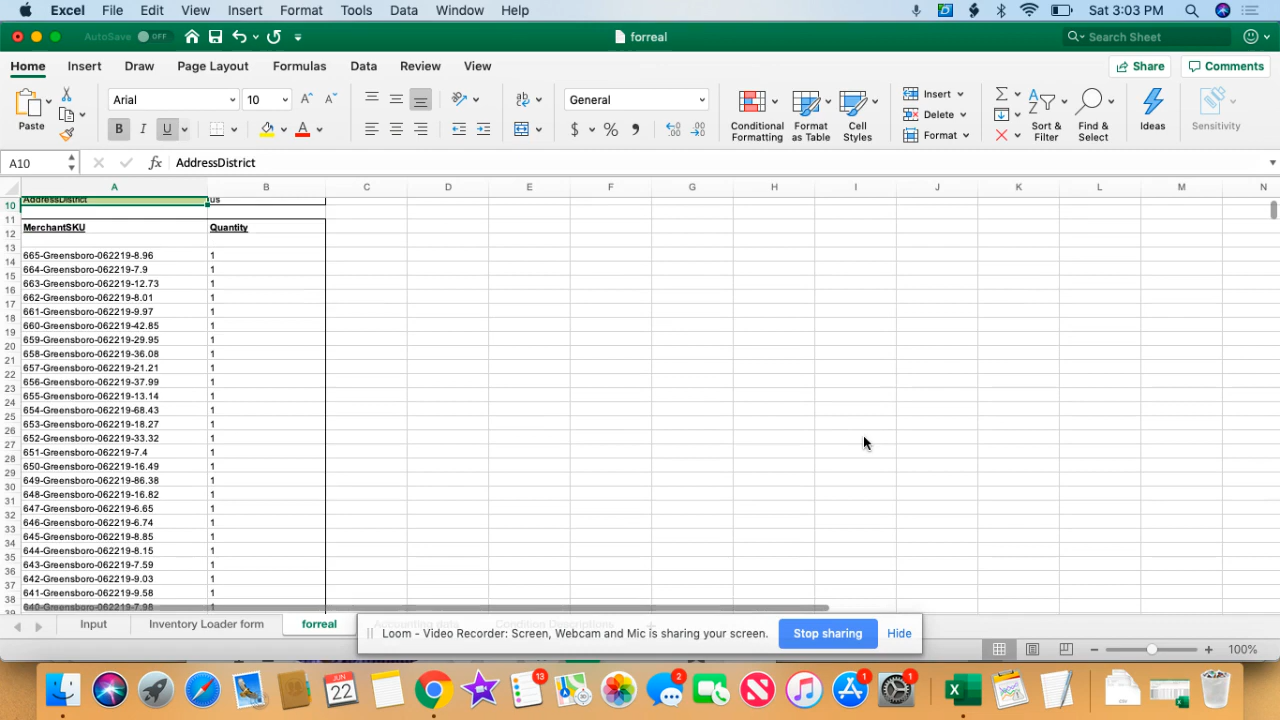 Excel File Edit View Insert Format Tools Data Window Help Sat 3:03 PM
AutoSave OFF forreal Search Sheet
Home Insert Draw Page Layout Formulas Data Review View Share Comments
Paste Arial 10 General Conditional Formatting Format as Table Cell Styles Insert Delete Format Sort & Filter Find & Select Ideas Sensitivity
B I U $ %
A10 fx AddressDistrict
A B C D E F G H I J K L M N
10 AddressDistrict us
11
12 MerchantSKU Quantity
13
14 665-Greensboro-062219-8.96 1
15 664-Greensboro-062219-7.9 1
16 663-Greensboro-062219-12.73 1
17 662-Greensboro-062219-8.01 1
18 661-Greensboro-062219-9.97 1
19 660-Greensboro-062219-42.85 1
20 659-Greensboro-062219-29.95 1
21 658-Greensboro-062219-36.08 1
22 657-Greensboro-062219-21.21 1
23 656-Greensboro-062219-37.99 1
24 655-Greensboro-062219-13.14 1
25 654-Greensboro-062219-68.43 1
26 653-Greensboro-062219-18.27 1
27 652-Greensboro-062219-33.32 1
28 651-Greensboro-062219-7.4 1
29 650-Greensboro-062219-16.49 1
30 649-Greensboro-062219-86.38 1
31 648-Greensboro-062219-16.82 1
32 647-Greensboro-062219-6.65 1
33 646-Greensboro-062219-6.74 1
34 645-Greensboro-062219-8.85 1
35 644-Greensboro-062219-8.15 1
36 643-Greensboro-062219-7.59 1
37 642-Greensboro-062219-9.03 1
38 641-Greensboro-062219-9.58 1
39 640-Greensboro-062219-7.98 1
Input Inventory Loader form forreal Accounting data Condition Descriptions
Loom - Video Recorder: Screen, Webcam and Mic is sharing your screen. Stop sharing Hide
100%
JUN 22 13 2 1 1